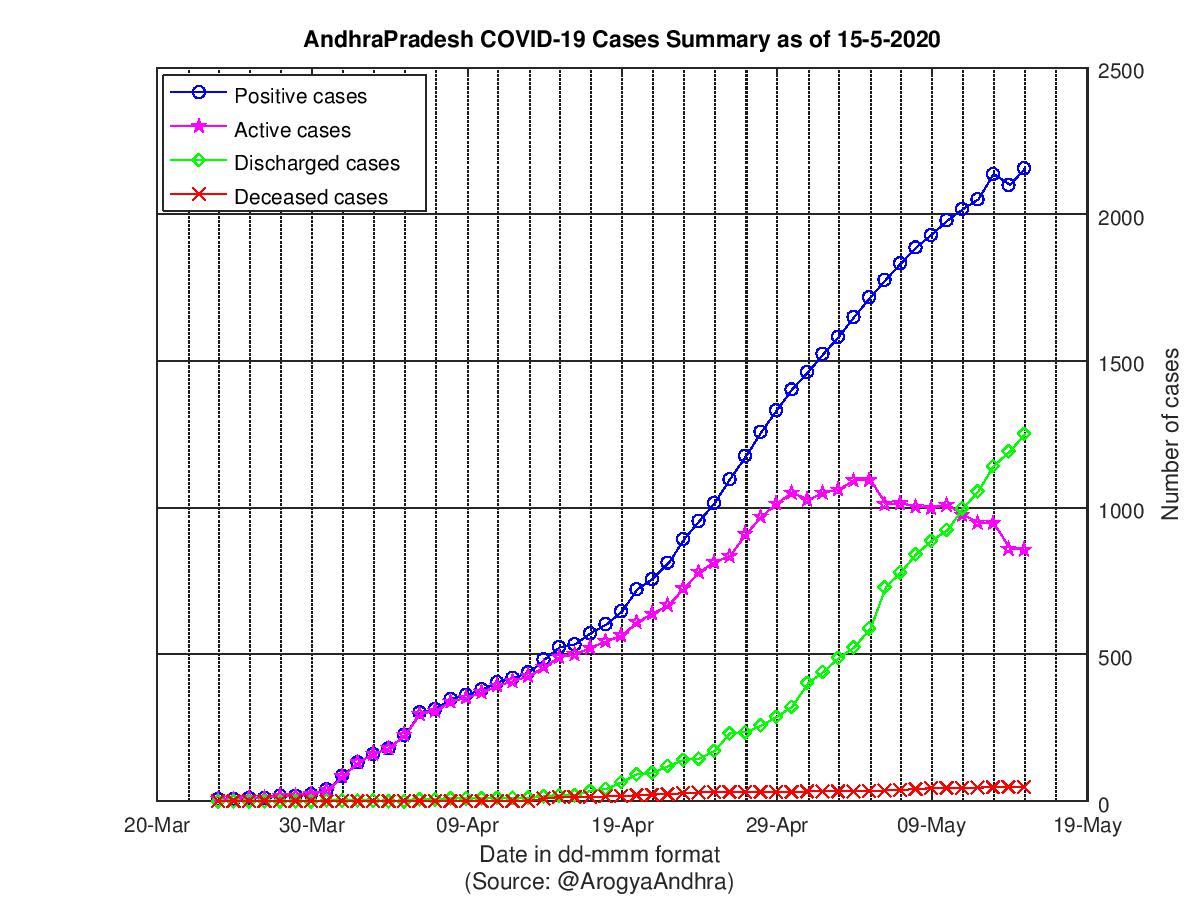 AndhraPradesh COVID-19 Cases Summary as of 15-5-2020
Positive cases
Active cases
Discharged cases
Deceased cases
2500
2000
1500
1000
500
0
Number of cases
20-Mar 30-Mar 09-Apr 19-Apr 29-Apr 09-May 19-May
Date in dd-mmm format
(Source: @ArogyaAndhra)